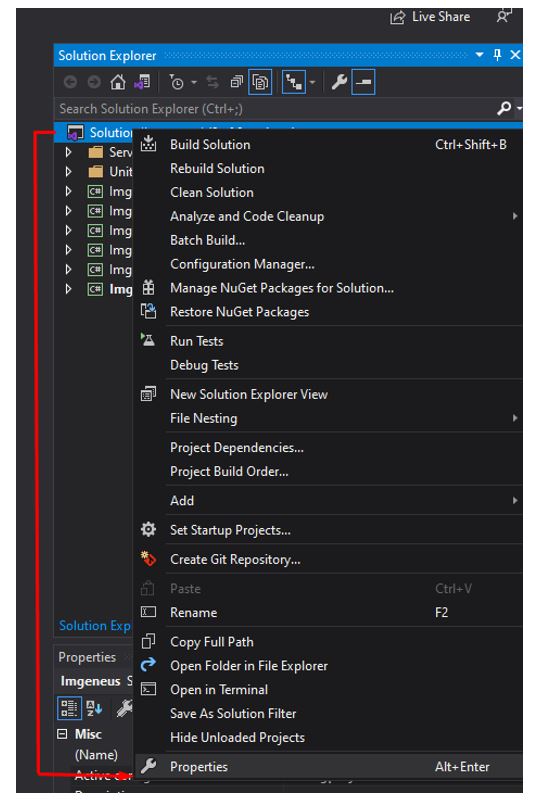 Live Share
Solution Explorer
Search Solution Explorer (Ctrl+;)
Solution
Build Solution Ctrl+Shift+B
Serv
Rebuild Solution
Unit
Clean Solution
Img
Analyze and Code Cleanup
Img
Batch Build...
Img
Configuration Manager...
Img
Img
Manage NuGet Packages for Solution...
Img
Restore NuGet Packages
Run Tests
Debug Tests
New Solution Explorer View
File Nesting
Project Dependencies...
Project Build Order...
Add
Set Startup Projects...
Create Git Repository...
Paste Ctrl+V
Rename F2
Solution Exp
Copy Full Path
Properties
Open Folder in File Explorer
Imgeneus S
Open in Terminal
Save As Solution Filter
Misc
Hide Unloaded Projects
(Name)
Properties Alt+Enter
Active con